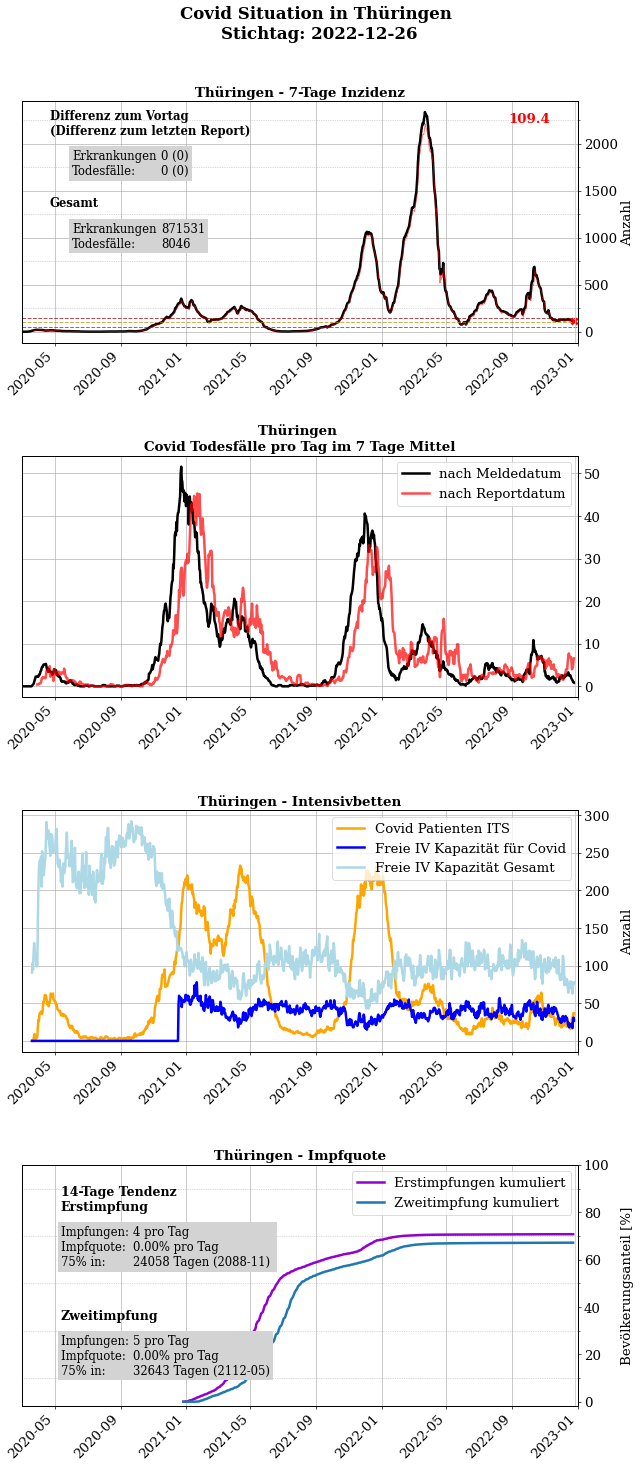 Covid Situation in Thüringen
Stichtag: 2022-12-26
Thüringen - 7-Tage Inzidenz
Differenz zum Vortag
(Differenz zum letzten Report)
109.4
Erkrankungen 0 (0)
Todesfälle: 0 (0)
Gesamt
Erkrankungen 871531
Todesfälle: 8046
2000
1500
1000
500
0
Anzahl
2020-05 2020-09 2021-01 2021-05 2021-09 2022-01 2022-05 2022-09 2023-01
Thüringen
Covid Todesfälle pro Tag im 7 Tage Mittel
nach Meldedatum
nach Reportdatum
50
40
30
20
10
0
2020-05 2020-09 2021-01 2021-05 2021-09 2022-01 2022-05 2022-09 2023-01
Thüringen - Intensivbetten
Covid Patienten ITS
Freie IV Kapazität für Covid
Freie IV Kapazität Gesamt
300
250
200
150
100
50
0
Anzahl
2020-05 2020-09 2021-01 2021-05 2021-09 2022-01 2022-05 2022-09 2023-01
Thüringen - Impfquote
14-Tage Tendenz
Erstimpfung
Impfungen: 4 pro Tag
Impfquote: 0.00% pro Tag
75% in: 24058 Tagen (2088-11)
Zweitimpfung
Impfungen: 5 pro Tag
Impfquote: 0.00% pro Tag
75% in: 32643 Tagen (2112-05)
Erstimpfungen kumuliert
Zweitimpfung kumuliert
100
80
60
40
20
0
Bevölkerungsanteil [%]
2020-05 2020-09 2021-01 2021-05 2021-09 2022-01 2022-05 2022-09 2023-01